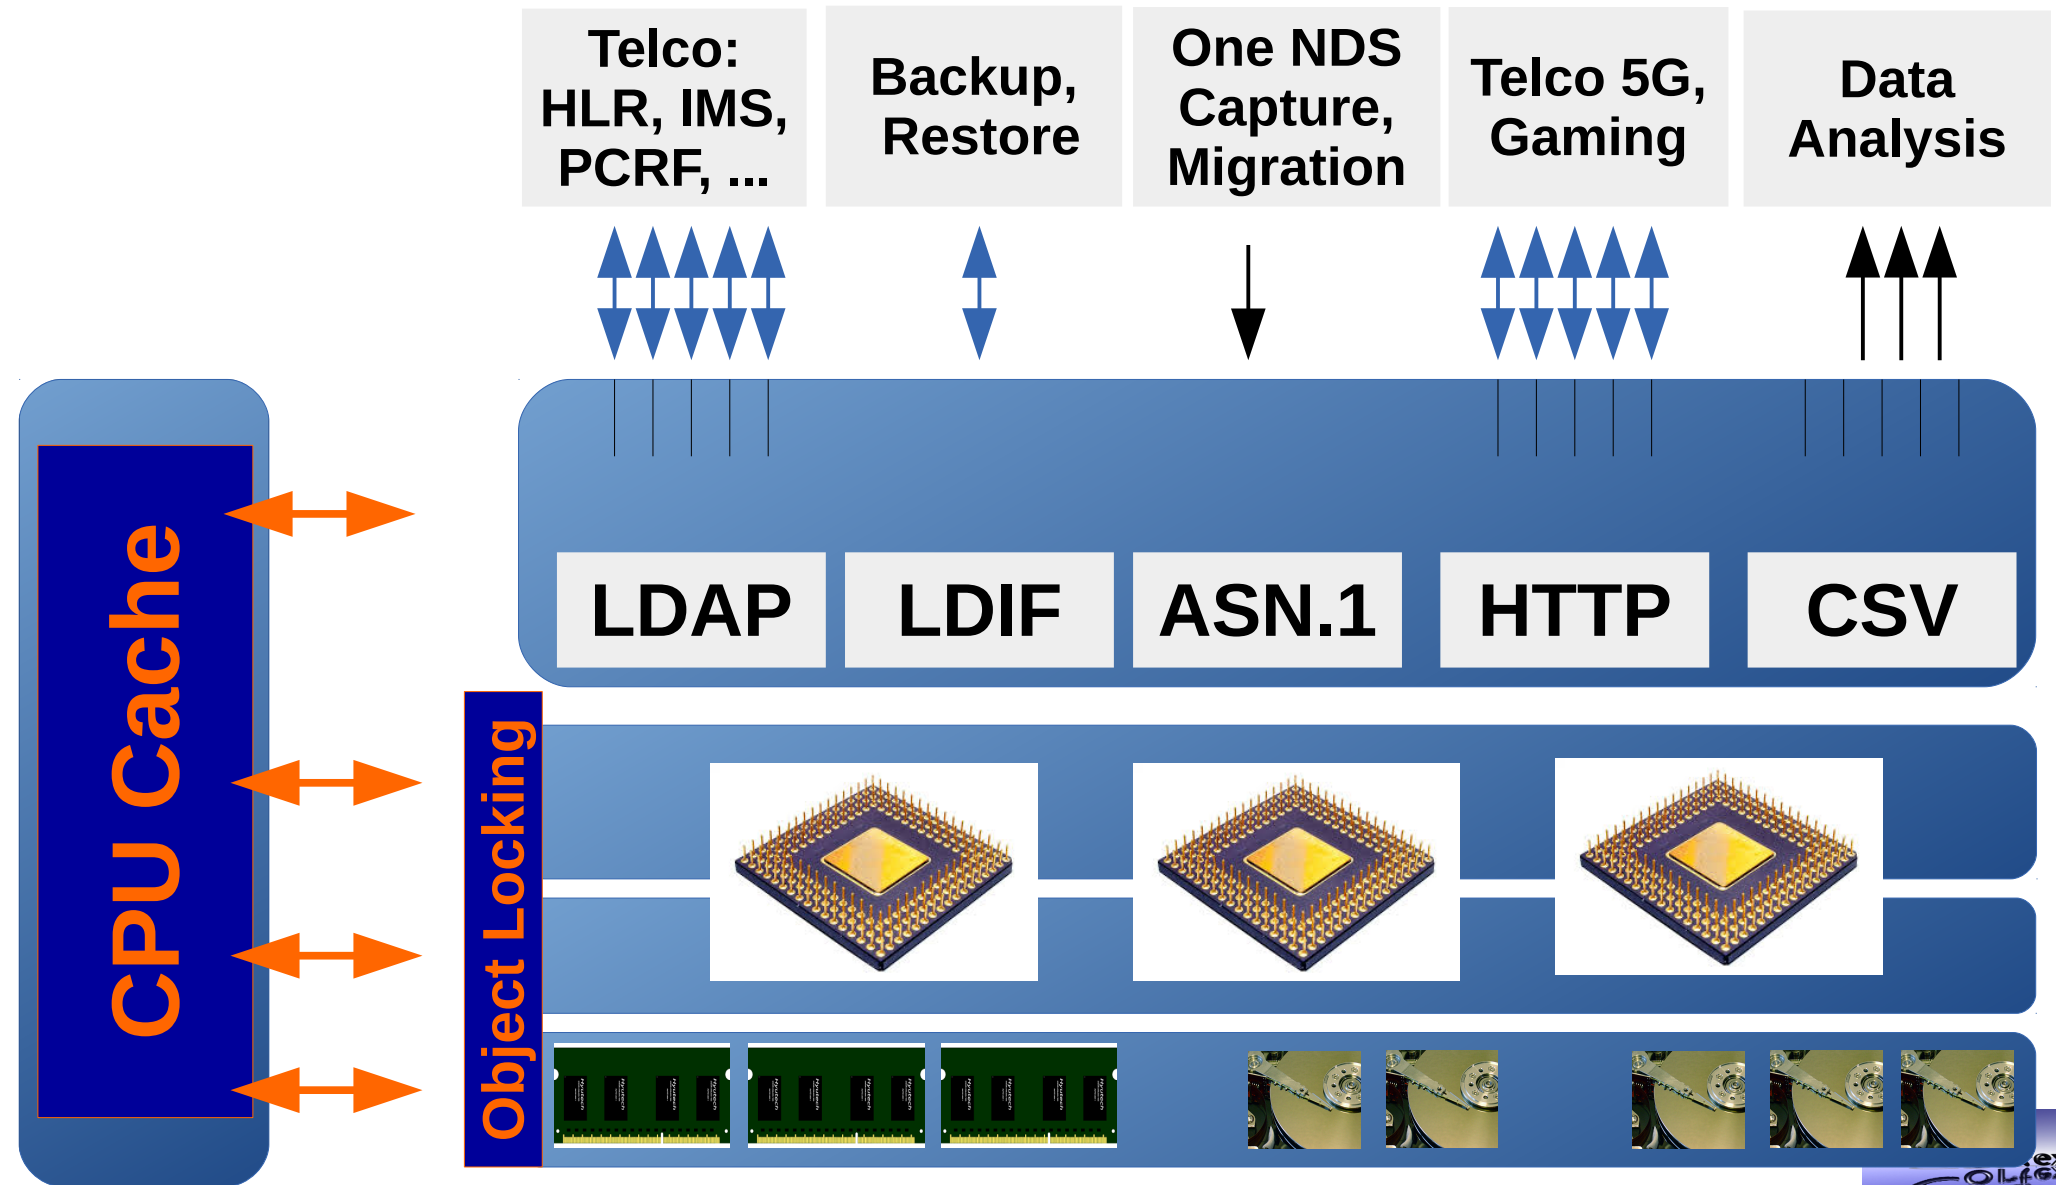 Telco:
HLR, IMS,
PCRF, ...
Backup,
Restore
One NDS
Capture,
Migration
Telco 5G,
Gaming
Data
Analysis
CPU Cache
LDAP
LDIF
ASN.1
HTTP
CSV
Object Locking